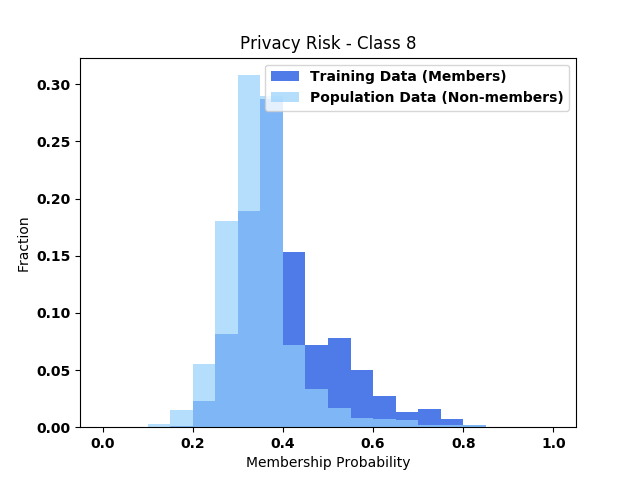 Privacy Risk - Class 8
Training Data (Members)
Population Data (Non-members)
Fraction
0.30
0.25
0.20
0.15
0.10
0.05
0.00
0.0 0.2 0.4 0.6 0.8 1.0
Membership Probability